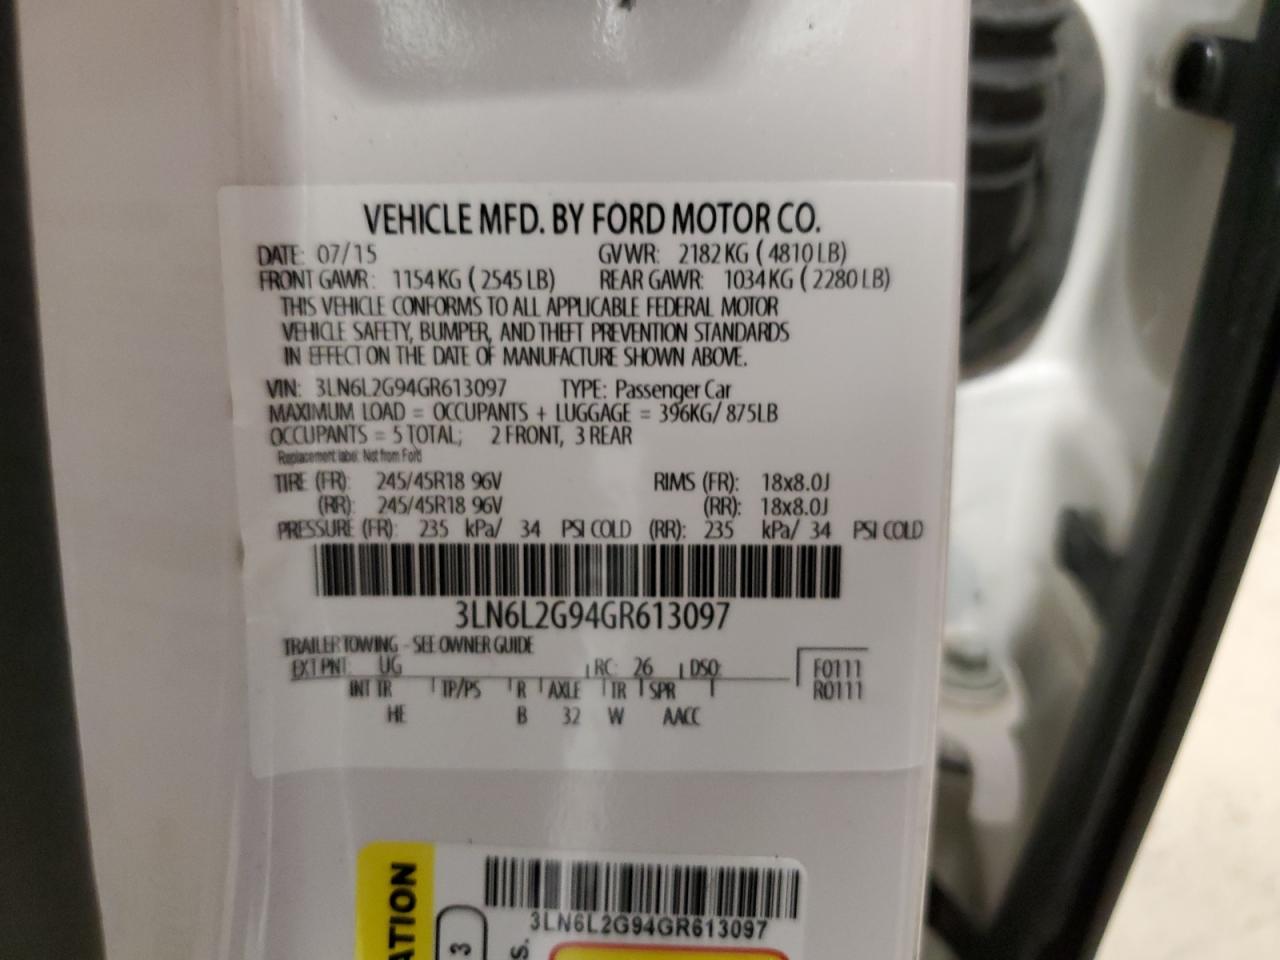 VEHICLE MFD. BY FORD MOTOR CO.
DATE: 07/15 GVWR: 2182 KG ( 4810 LB)
FRONT GAWR: 1154 KG ( 2545 LB) REAR GAWR: 1034 KG ( 2280 LB)
THIS VEHICLE CONFORMS TO ALL APPLICABLE FEDERAL MOTOR
VEHICLE SAFETY, BUMPER, AND THEFT PREVENTION STANDARDS
IN EFFECT ON THE DATE OF MANUFACTURE SHOWN ABOVE.
VIN: 3LN6L2G94GR613097 TYPE: Passenger Car
MAXIMUM LOAD = OCCUPANTS + LUGGAGE = 396KG/ 875LB
OCCUPANTS = 5 TOTAL; 2 FRONT, 3 REAR
Replacement label: Not from Ford
TIRE (FR): 245/45R18 96V RIMS (FR): 18x8.0J
(RR): 245/45R18 96V (RR): 18x8.0J
PRESSURE (FR): 235 kPa/ 34 PSI COLD (RR): 235 kPa/ 34 PSI COLD
3LN6L2G94GR613097
TRAILER TOWING - SEE OWNER GUIDE
EXT PNT: UG RC: 26 DSO: F0111
INT TR TP/PS R AXLE TR SPR R0111
HE B 32 W AACC
ATION
3LN6L2G94GR613097
3
s.